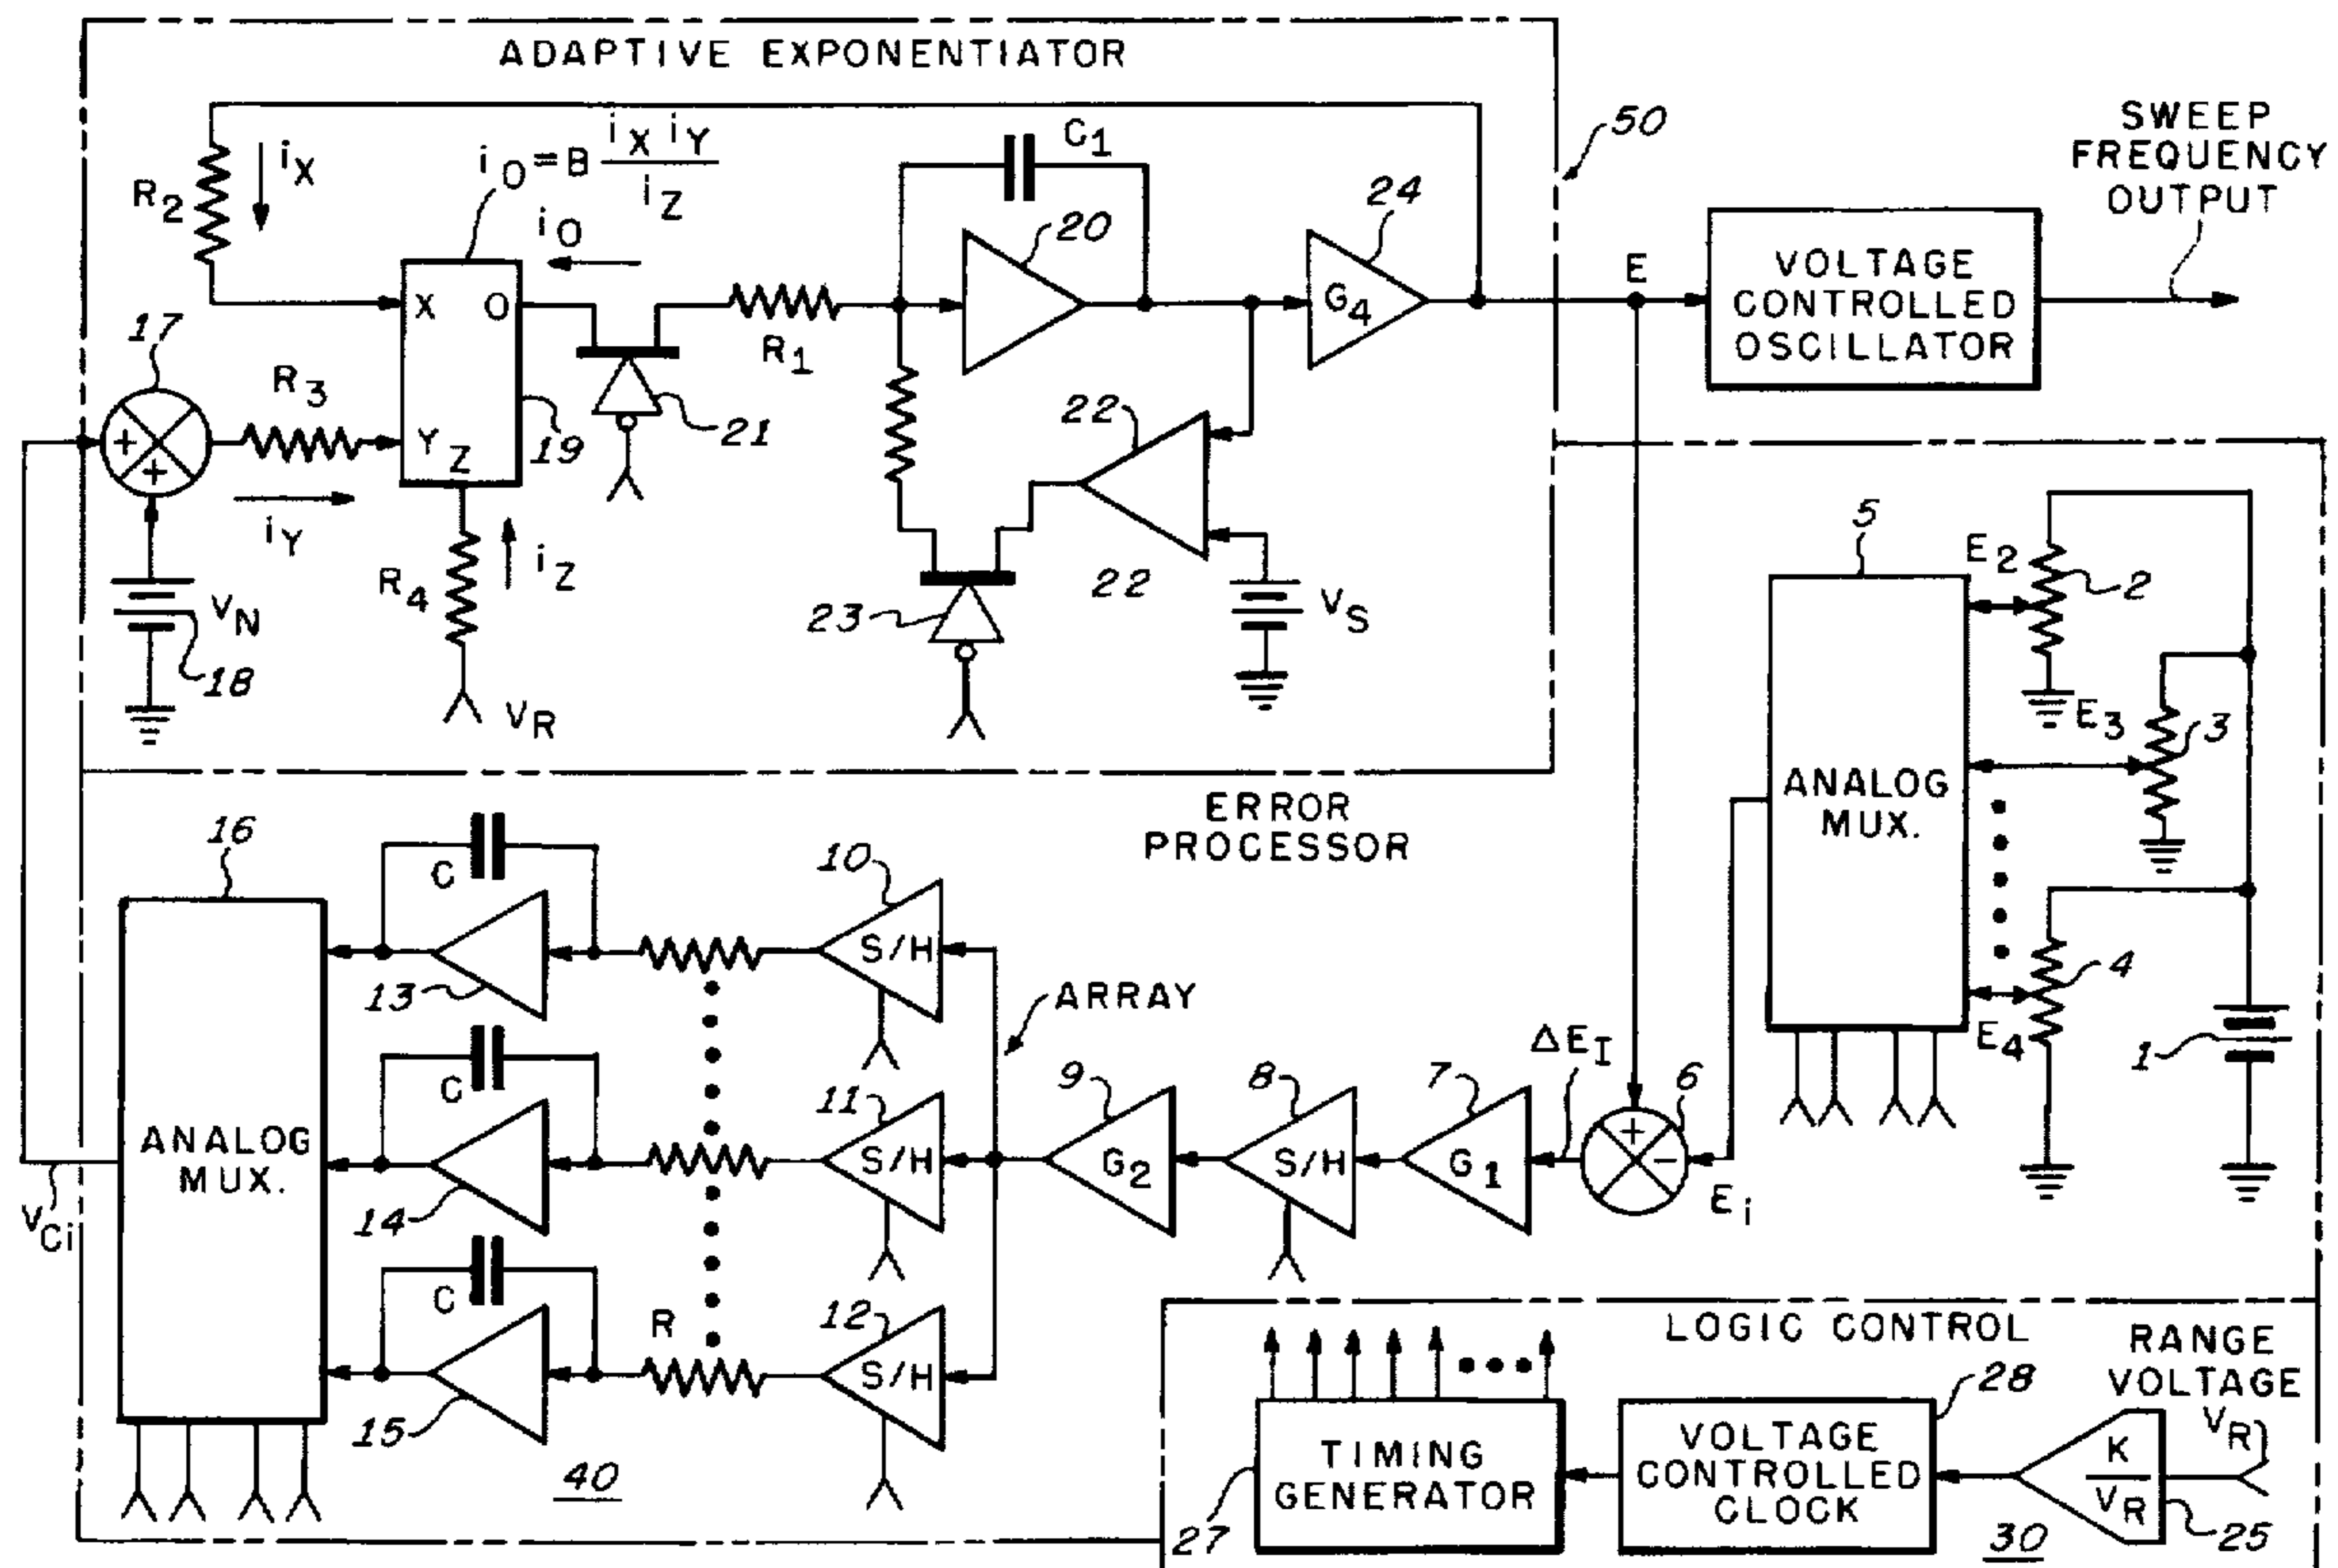 ADAPTIVE EXPONENTIATOR
50
SWEEP
FREQUENCY
OUTPUT
R2
iX
iO = B iX iY / iZ
iO
C1
20
24
G4
E
VOLTAGE
CONTROLLED
OSCILLATOR
17
X
O
R3
R1
Y
Z
19
21
22
iY
iZ
R4
VN
18
VR
23
22
VS
5
E2
2
E3
3
ANALOG
MUX.
E4
4
1
ERROR
PROCESSOR
16
C
10
S/H
13
ARRAY
C
11
S/H
14
9
G2
8
S/H
7
G1
ΔEI
6
+
-
Ei
ANALOG
MUX.
VCi
C
R
12
S/H
15
40
LOGIC CONTROL
RANGE
VOLTAGE
VR
28
TIMING
GENERATOR
27
VOLTAGE
CONTROLLED
CLOCK
K
VR
25
30
+
+